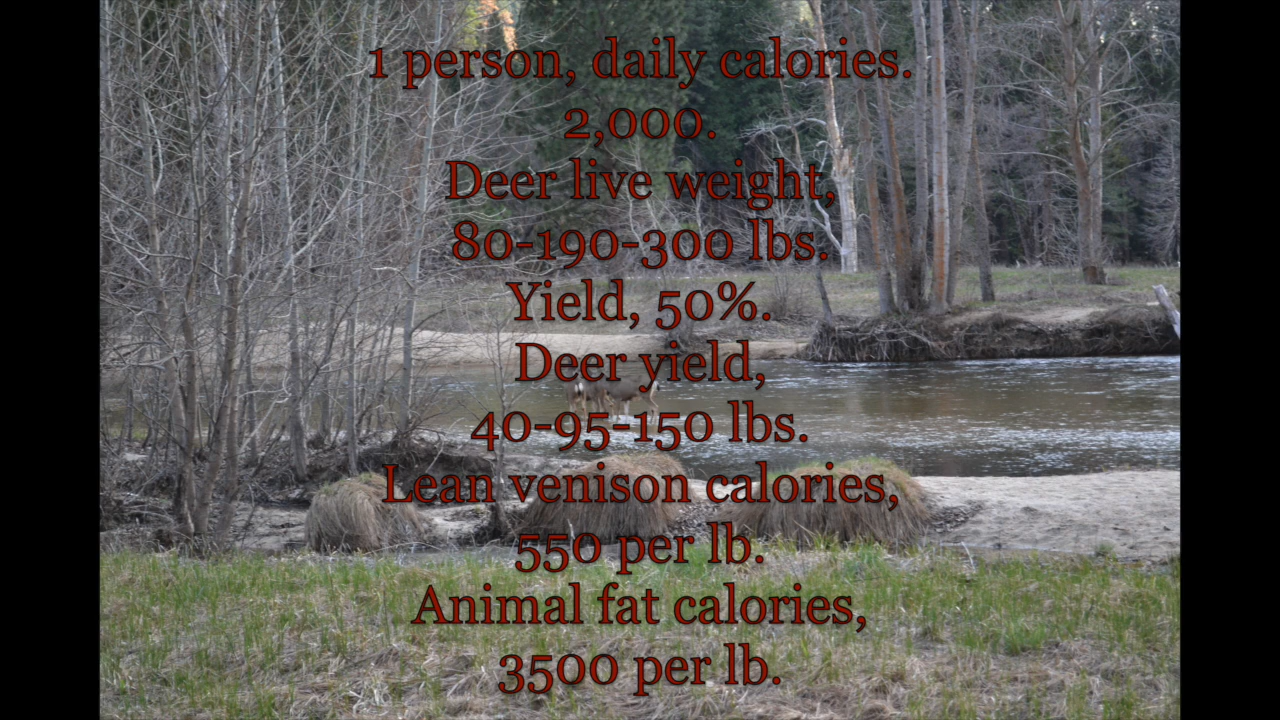 1 person, daily calories.
2,000.
Deer live weight,
80-190-300 lbs.
Yield, 50%.
Deer yield,
40-95-150 lbs.
Lean venison calories,
550 per lb.
Animal fat calories,
3500 per lb.